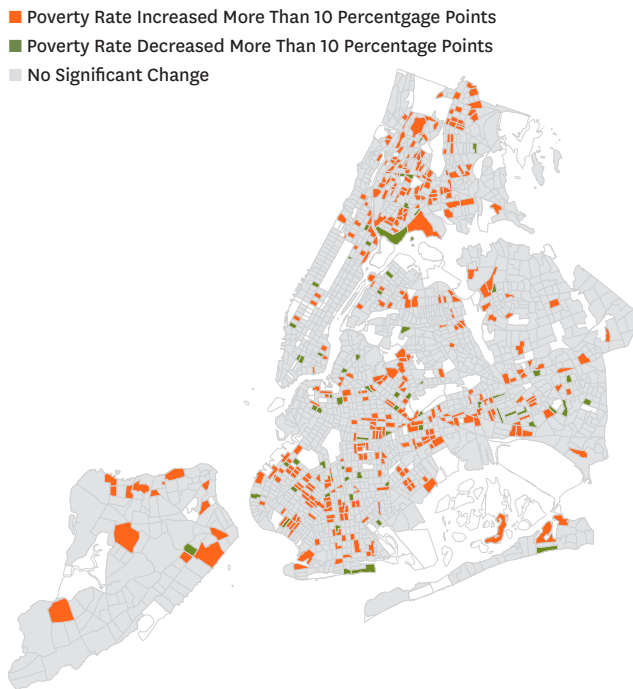 Poverty Rate Increased More Than 10 Percentgage Points
Poverty Rate Decreased More Than 10 Percentage Points
No Significant Change